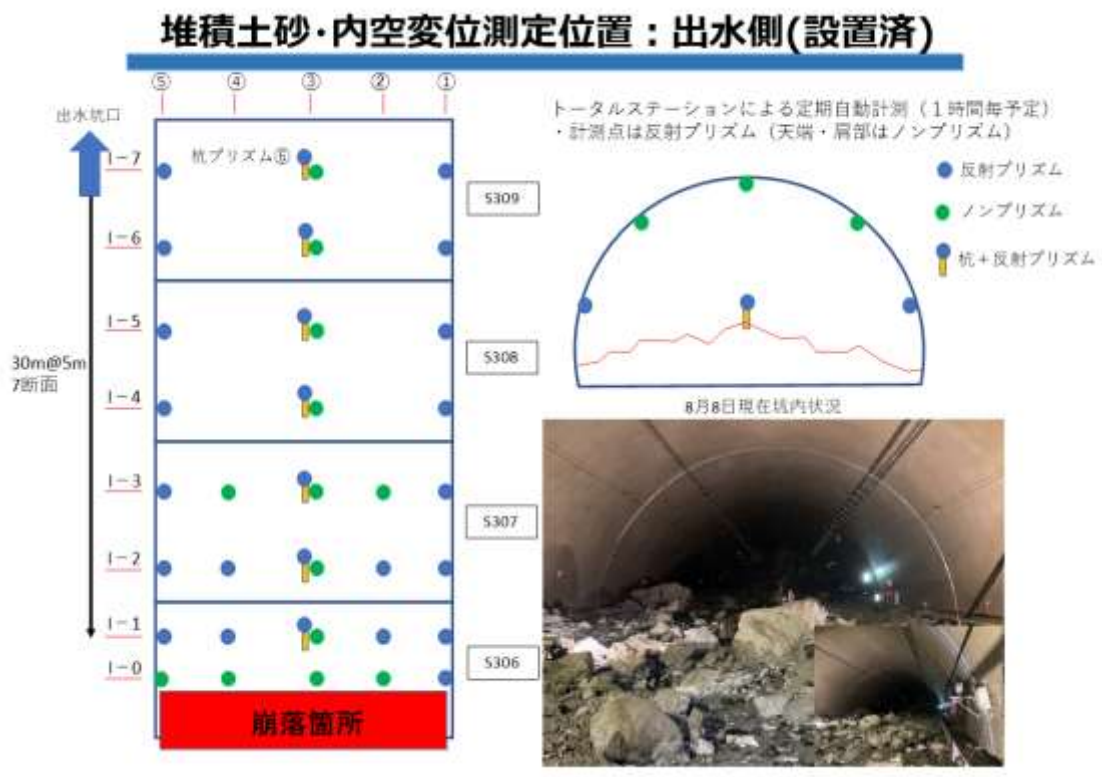 堆積土砂･内空変位測定位置：出水側(設置済)
⑤ ④ ③ ② ①
出水坑口
トータルステーションによる定期自動計測（１時間毎予定）
・計測点は反射プリズム（天端・肩部はノンプリズム）
I－7
杭プリズム⑥
S309
反射プリズム
ノンプリズム
杭＋反射プリズム
I－6
I－5
30m@5m
7断面
S308
I－4
8月8日現在坑内状況
I－3
S307
I－2
I－1
S306
I－0
崩落箇所